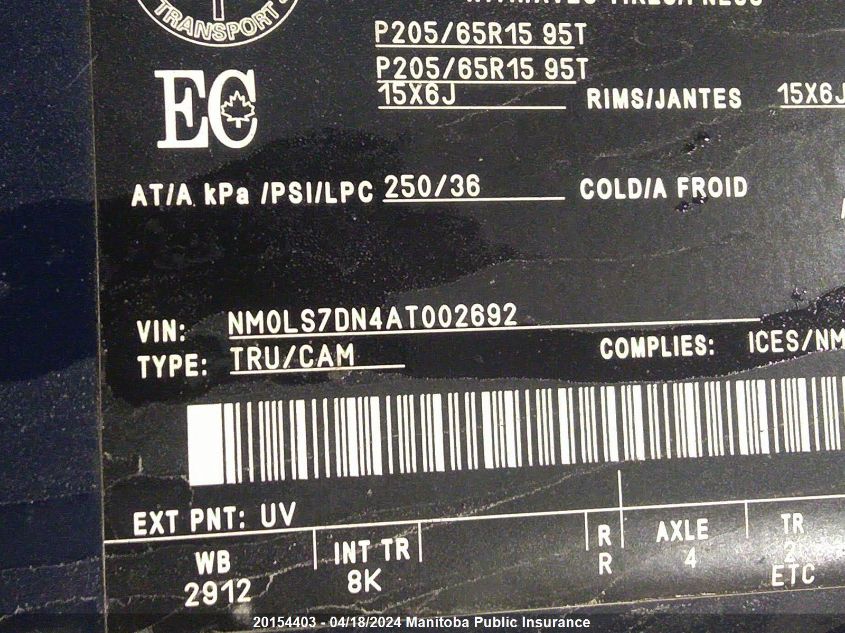 TRANSPORT
P205/65R15 95T
P205/65R15 95T
EC
15X6J RIMS/JANTES 15X6J
AT/A kPa /PSI/LPC 250/36 COLD/A FROID
VIN: NM0LS7DN4AT002692
TYPE: TRU/CAM COMPLIES: ICES/NM
EXT PNT: UV
WB INT TR R AXLE TR
2912 8K R 4 2
ETC
20154403 - 04/18/2024 Manitoba Public Insurance